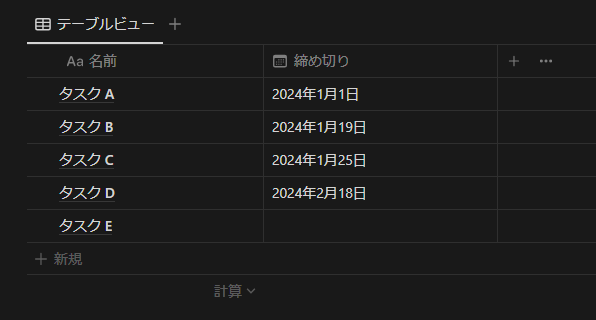 テーブルビュー +
Aa 名前 締め切り + •••
タスク A 2024年1月1日
タスク B 2024年1月19日
タスク C 2024年1月25日
タスク D 2024年2月18日
タスク E
+ 新規
計算